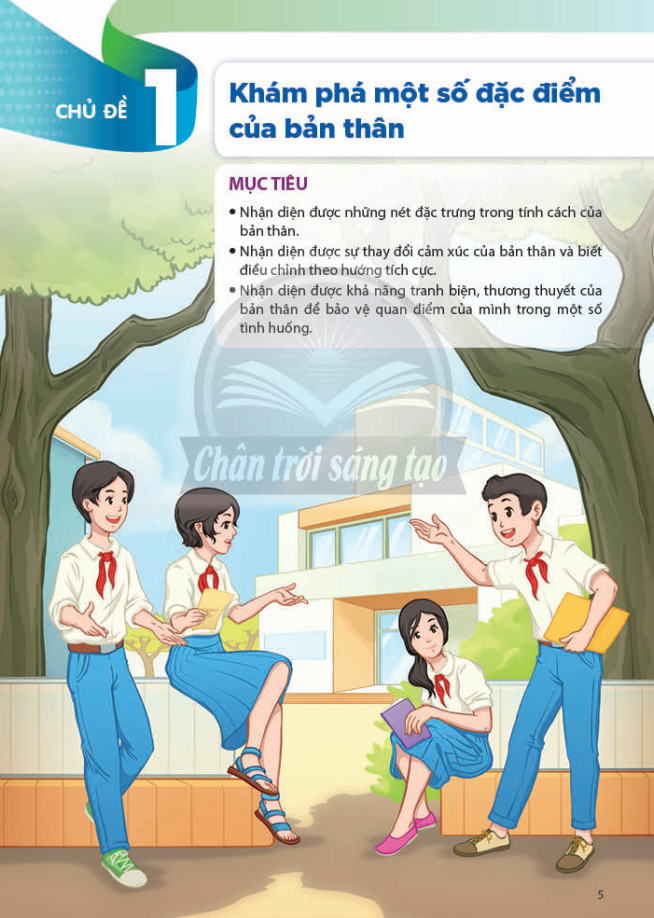 CHỦ ĐỀ 1
Khám phá một số đặc điểm
của bản thân
MỤC TIÊU
• Nhận diện được những nét đặc trưng trong tính cách của
bản thân.
• Nhận diện được sự thay đổi cảm xúc của bản thân và biết
điều chỉnh theo hướng tích cực.
• Nhận diện được khả năng tranh biện, thương thuyết của
bản thân để bảo vệ quan điểm của mình trong một số
tình huống.
Chân trời sáng tạo
5